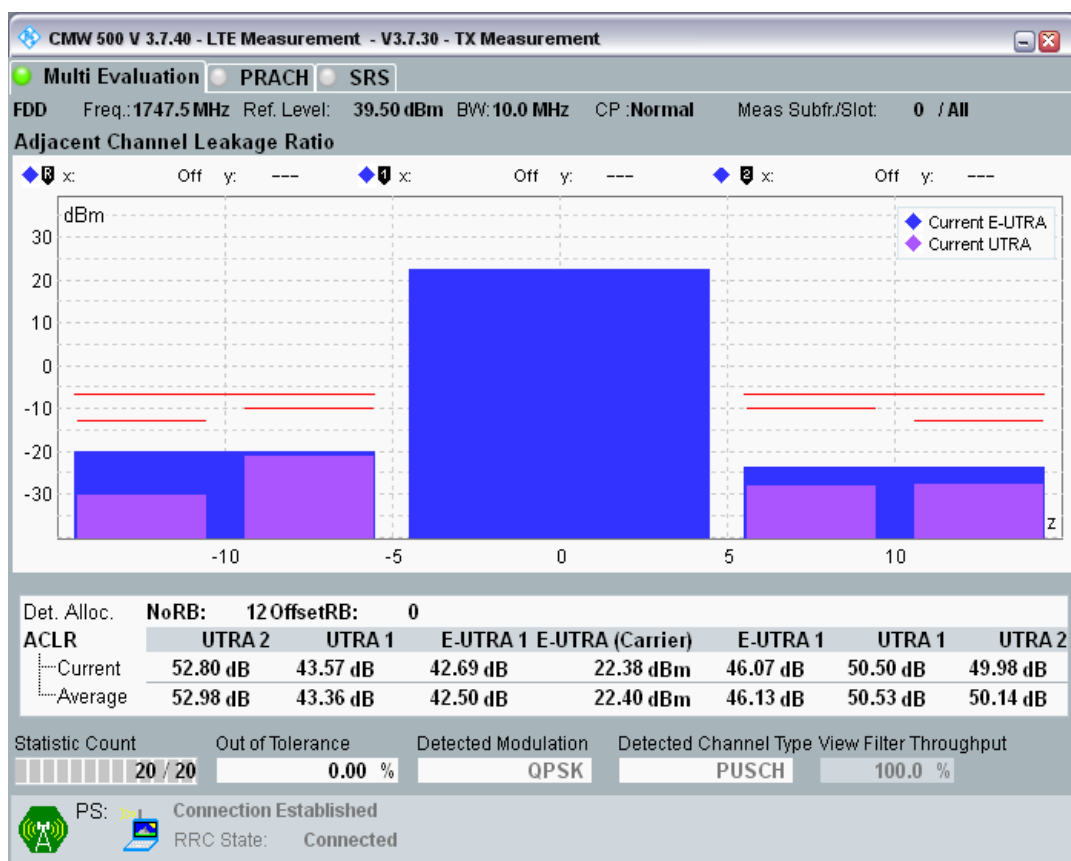 CMW 500 V 3.7.40 - LTE Measurement - V3.7.30 - TX Measurement
Multi Evaluation PRACH SRS
FDD Freq.: 1747.5 MHz Ref. Level: 39.50 dBm BW: 10.0 MHz CP :Normal Meas Subfr./Slot: 0 / All
Adjacent Channel Leakage Ratio
R x: Off y: --- 1 x: Off y: --- 2 x: Off y: ---
dBm
Current E-UTRA
Current UTRA
30
20
10
0
-10
-20
-30
z
-10 -5 0 5 10
Det. Alloc. NoRB: 12 OffsetRB: 0
ACLR UTRA 2 UTRA 1 E-UTRA 1 E-UTRA (Carrier) E-UTRA 1 UTRA 1 UTRA 2
Current 52.80 dB 43.57 dB 42.69 dB 22.38 dBm 46.07 dB 50.50 dB 49.98 dB
Average 52.98 dB 43.36 dB 42.50 dB 22.40 dBm 46.13 dB 50.53 dB 50.14 dB
Statistic Count Out of Tolerance Detected Modulation Detected Channel Type View Filter Throughput
20 / 20 0.00 % QPSK PUSCH 100.0 %
PS: Connection Established
RRC State: Connected